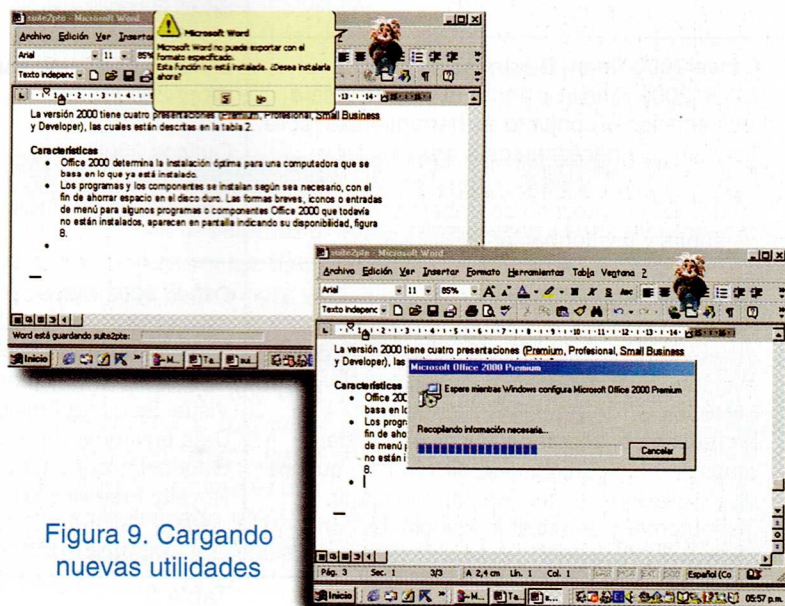 suite2pte - Microsoft Word
Archivo Edición Ver Insertar
Arial 11 85%
Texto indepenc
Microsoft Word
Microsoft Word no puede exportar con el
formato especificado.
Esta función no está instalada. ¿Desea instalarla
ahora?
Sí No
La versión 2000 tiene cuatro presentaciones (Premium, Profesional, Small Business
y Developer), las cuales están descritas en la tabla 2.
Características
• Office 2000 determina la instalación óptima para una computadora que se
basa en lo que ya está instalado.
• Los programas y los componentes se instalan según sea necesario, con el
fin de ahorrar espacio en el disco duro. Las formas breves, iconos o entradas
de menú para algunos programas o componentes Office 2000 que todavía
no están instalados, aparecen en pantalla indicando su disponibilidad, figura
8.
Word está guardando suite2pte:
Inicio
suite2pte - Microsoft Word
Archivo Edición Ver Insertar Formato Herramientas Tabla Ventana ?
Arial 11 85%
Texto indepenc
La versión 2000 tiene cuatro presentaciones (Premium, Profesional, Small Business
y Developer), las
Microsoft Office 2000 Premium
Espere mientras Windows configura Microsoft Office 2000 Premium
Recopilando información necesaria...
Cancelar
Características
• Office 200
basa en lo
• Los progr
fin de aho
de menú p
no están i
8.
Pág. 3 Sec. 1 3/3 A 2,4 cm Lín. 1 Col. 1 Español (Co
Inicio 05:57 p.m.
Figura 9. Cargando
nuevas utilidades